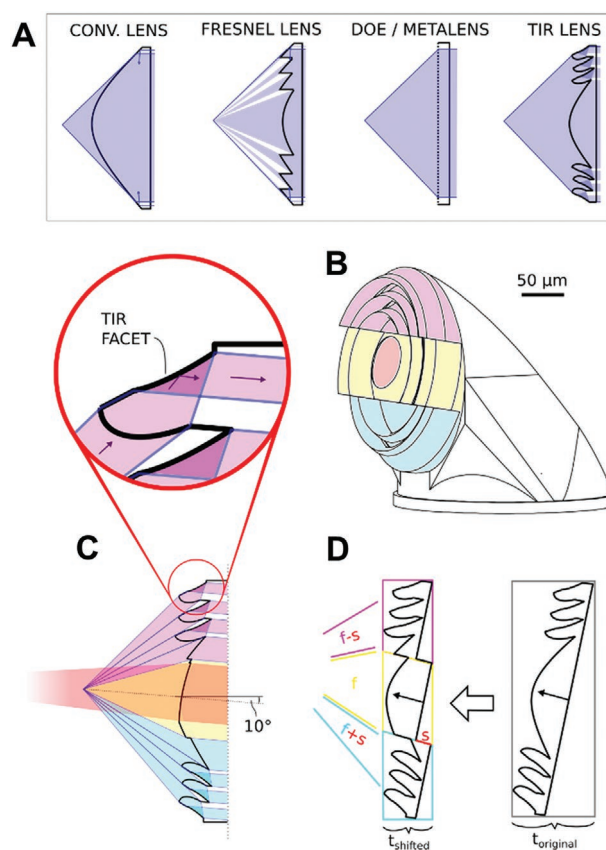 A
CONV. LENS
FRESNEL LENS
DOE / METALENS
TIR LENS
TIR
FACET
B
50 µm
C
10°
D
f-s
f
f+s
s
t shifted
t original